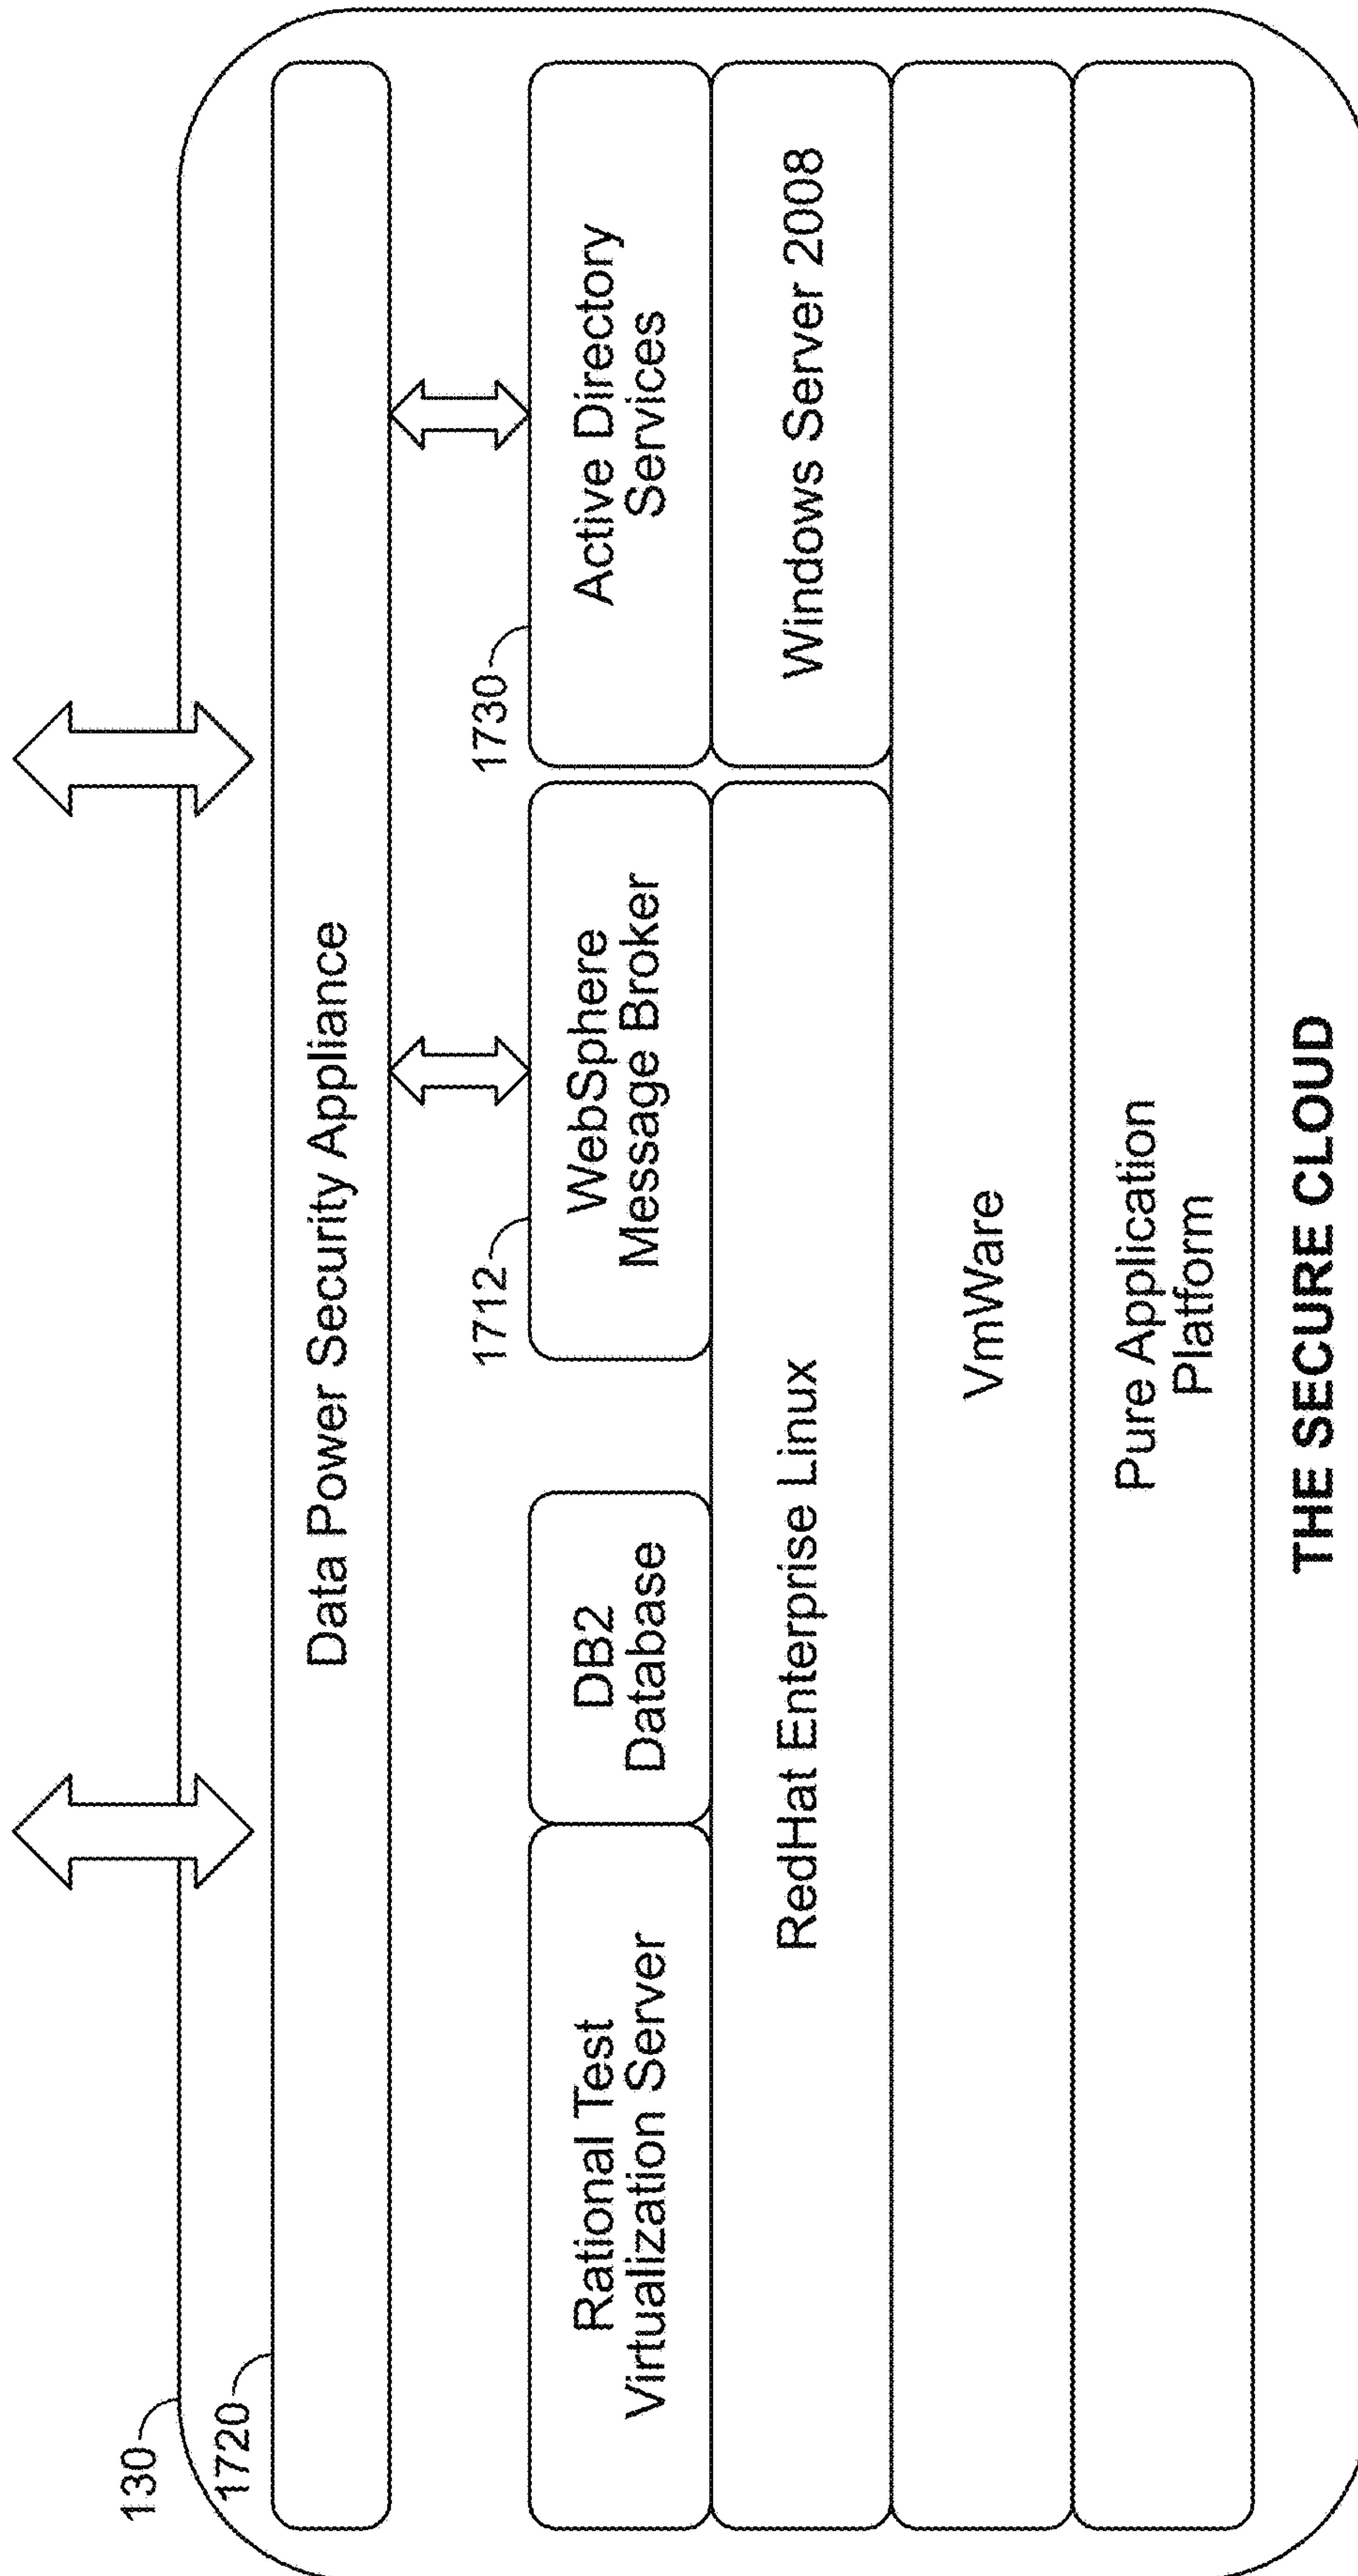 130
1720
Data Power Security Appliance
Rational Test
Virtualization Server
DB2
Database
1712
WebSphere
Message Broker
1730
Active Directory
Services
RedHat Enterprise Linux
Windows Server 2008
VmWare
Pure Application
Platform
THE SECURE CLOUD